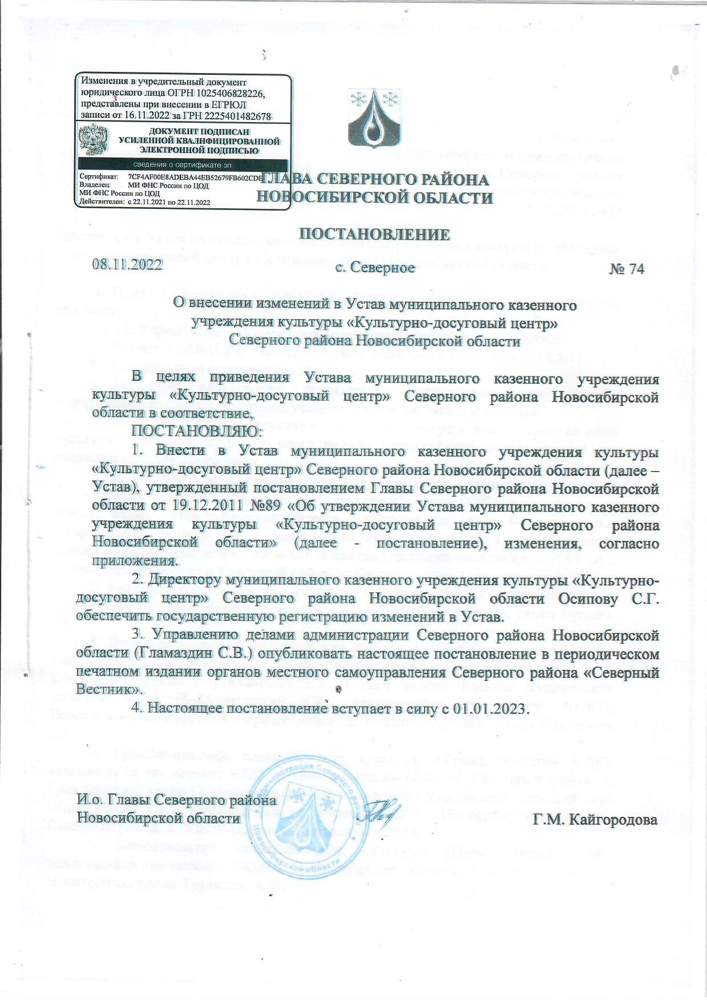 Изменения в учредительный документ
юридического лица ОГРН 1025406828226,
представлены при внесении в ЕГРЮЛ
записи от 16.11.2022 за ГРН 2225401482678
ДОКУМЕНТ ПОДПИСАН
УСИЛЕННОЙ КВАЛИФИЦИРОВАННОЙ
ЭЛЕКТРОННОЙ ПОДПИСЬЮ
сведения о сертификате эп
Сертификат: 7CF4AF00E8ADEBA44EB52679FB602CDE
Владелец: МИ ФНС России по ЦОД
МИ ФНС России по ЦОД
Действителен: с 22.11.2021 по 22.11.2022
ГЛАВА СЕВЕРНОГО РАЙОНА
НОВОСИБИРСКОЙ ОБЛАСТИ
ПОСТАНОВЛЕНИЕ
08.11.2022 с. Северное № 74
О внесении изменений в Устав муниципального казенного
учреждения культуры «Культурно-досуговый центр»
Северного района Новосибирской области
В целях приведения Устава муниципального казенного учреждения
культуры «Культурно-досуговый центр» Северного района Новосибирской
области в соответствие,
ПОСТАНОВЛЯЮ:
1. Внести в Устав муниципального казенного учреждения культуры
«Культурно-досуговый центр» Северного района Новосибирской области (далее –
Устав), утвержденный постановлением Главы Северного района Новосибирской
области от 19.12.2011 №89 «Об утверждении Устава муниципального казенного
учреждения культуры «Культурно-досуговый центр» Северного района
Новосибирской области» (далее - постановление), изменения, согласно
приложения.
2. Директору муниципального казенного учреждения культуры «Культурно-
досуговый центр» Северного района Новосибирской области Осипову С.Г.
обеспечить государственную регистрацию изменений в Устав.
3. Управлению делами администрации Северного района Новосибирской
области (Гламаздин С.В.) опубликовать настоящее постановление в периодическом
печатном издании органов местного самоуправления Северного района «Северный
Вестник».
4. Настоящее постановление вступает в силу с 01.01.2023.
И.о. Главы Северного района
Новосибирской области Г.М. Кайгородова
Администрация Северного района
Новосибирской области